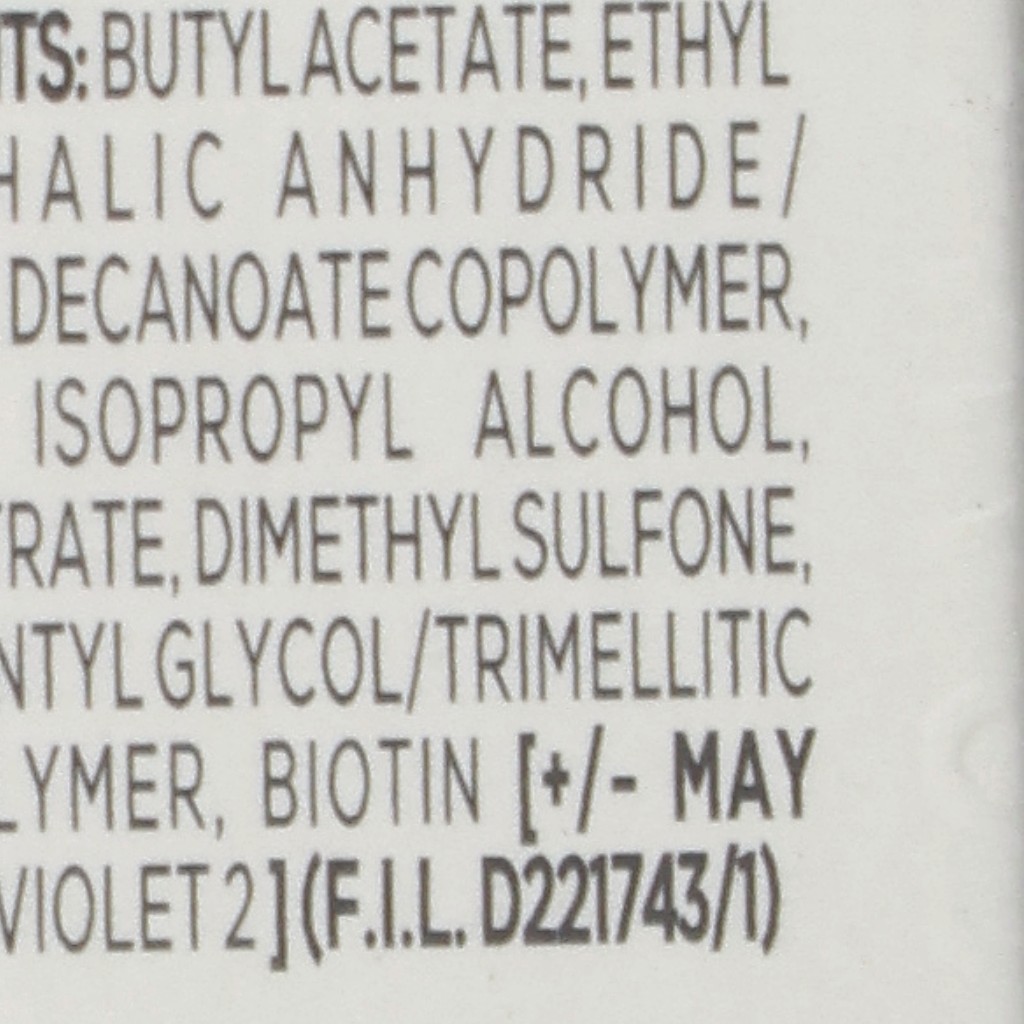 TS: BUTYL ACETATE, ETHYL
HALIC ANHYDRIDE/
DECANOATE COPOLYMER,
ISOPROPYL ALCOHOL,
RATE, DIMETHYL SULFONE,
NTYL GLYCOL/TRIMELLITIC
LYMER, BIOTIN [+/- MAY
VIOLET 2](F.I.L. D221743/1)